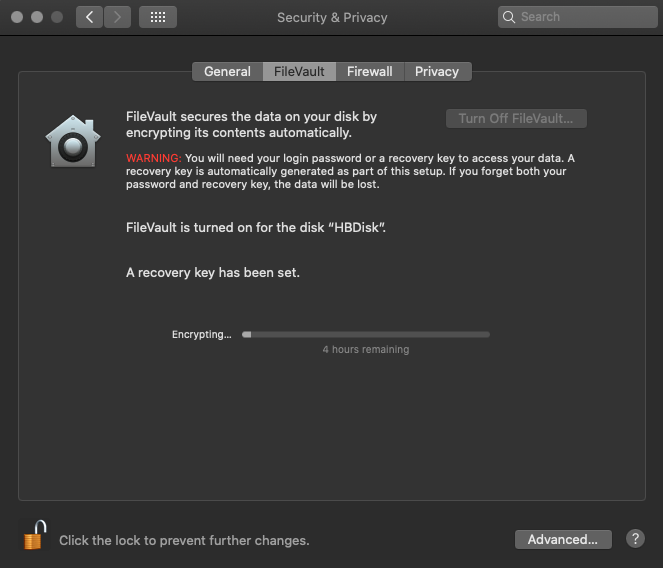 Security & Privacy
Search
General
FileVault
Firewall
Privacy
FileVault secures the data on your disk by
encrypting its contents automatically.
Turn Off FileVault...
WARNING: You will need your login password or a recovery key to access your data. A
recovery key is automatically generated as part of this setup. If you forget both your
password and recovery key, the data will be lost.
FileVault is turned on for the disk “HBDisk”.
A recovery key has been set.
Encrypting...
4 hours remaining
Click the lock to prevent further changes.
Advanced...
?